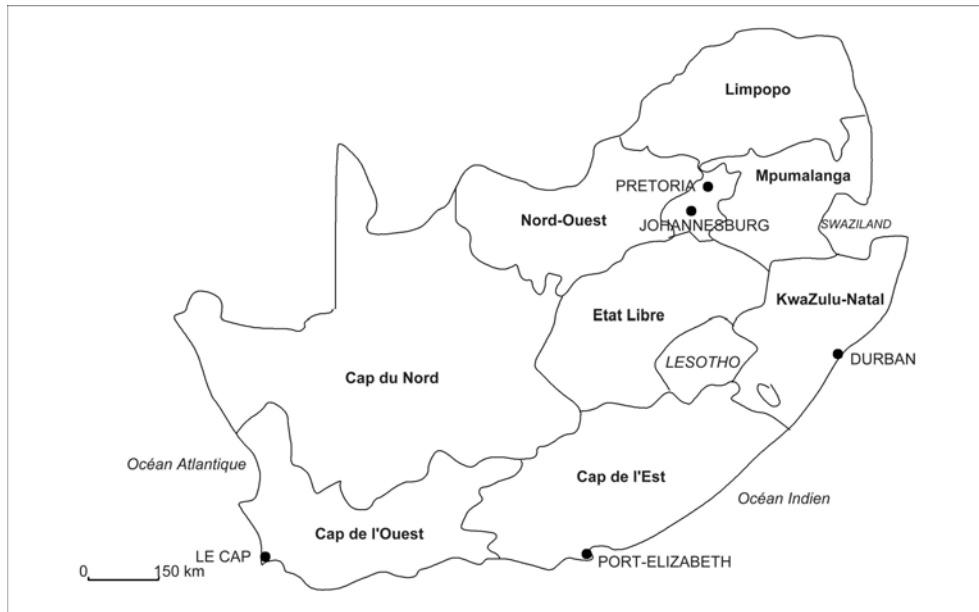 Limpopo
Mpumalanga
PRETORIA
Nord-Ouest
JOHANNESBURG
SWAZILAND
KwaZulu-Natal
Etat Libre
LESOTHO
DURBAN
Cap du Nord
Océan Atlantique
Cap de l'Est
Océan Indien
Cap de l'Ouest
LE CAP
PORT-ELIZABETH
0 150 km